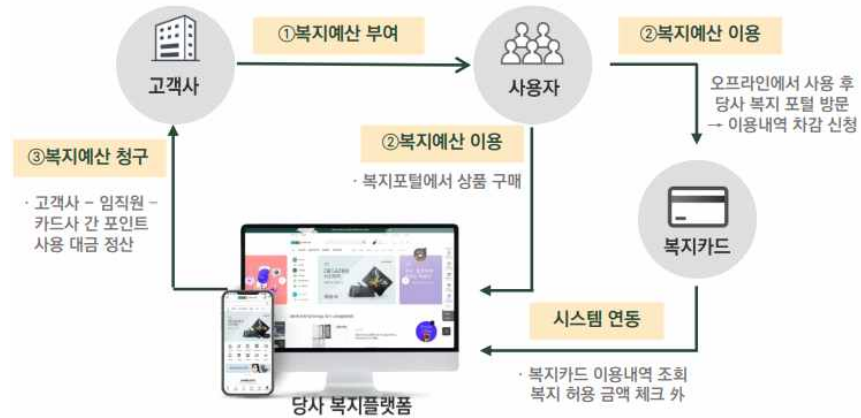 ①복지예산 부여
고객사
사용자
②복지예산 이용
오프라인에서 사용 후
당사 복지 포털 방문
→ 이용내역 차감 신청
②복지예산 이용
· 복지포털에서 상품 구매
③복지예산 청구
· 고객사 – 임직원 –
카드사 간 포인트
사용 대금 정산
복지카드
시스템 연동
· 복지카드 이용내역 조회
복지 허용 금액 체크 外
당사 복지플랫폼